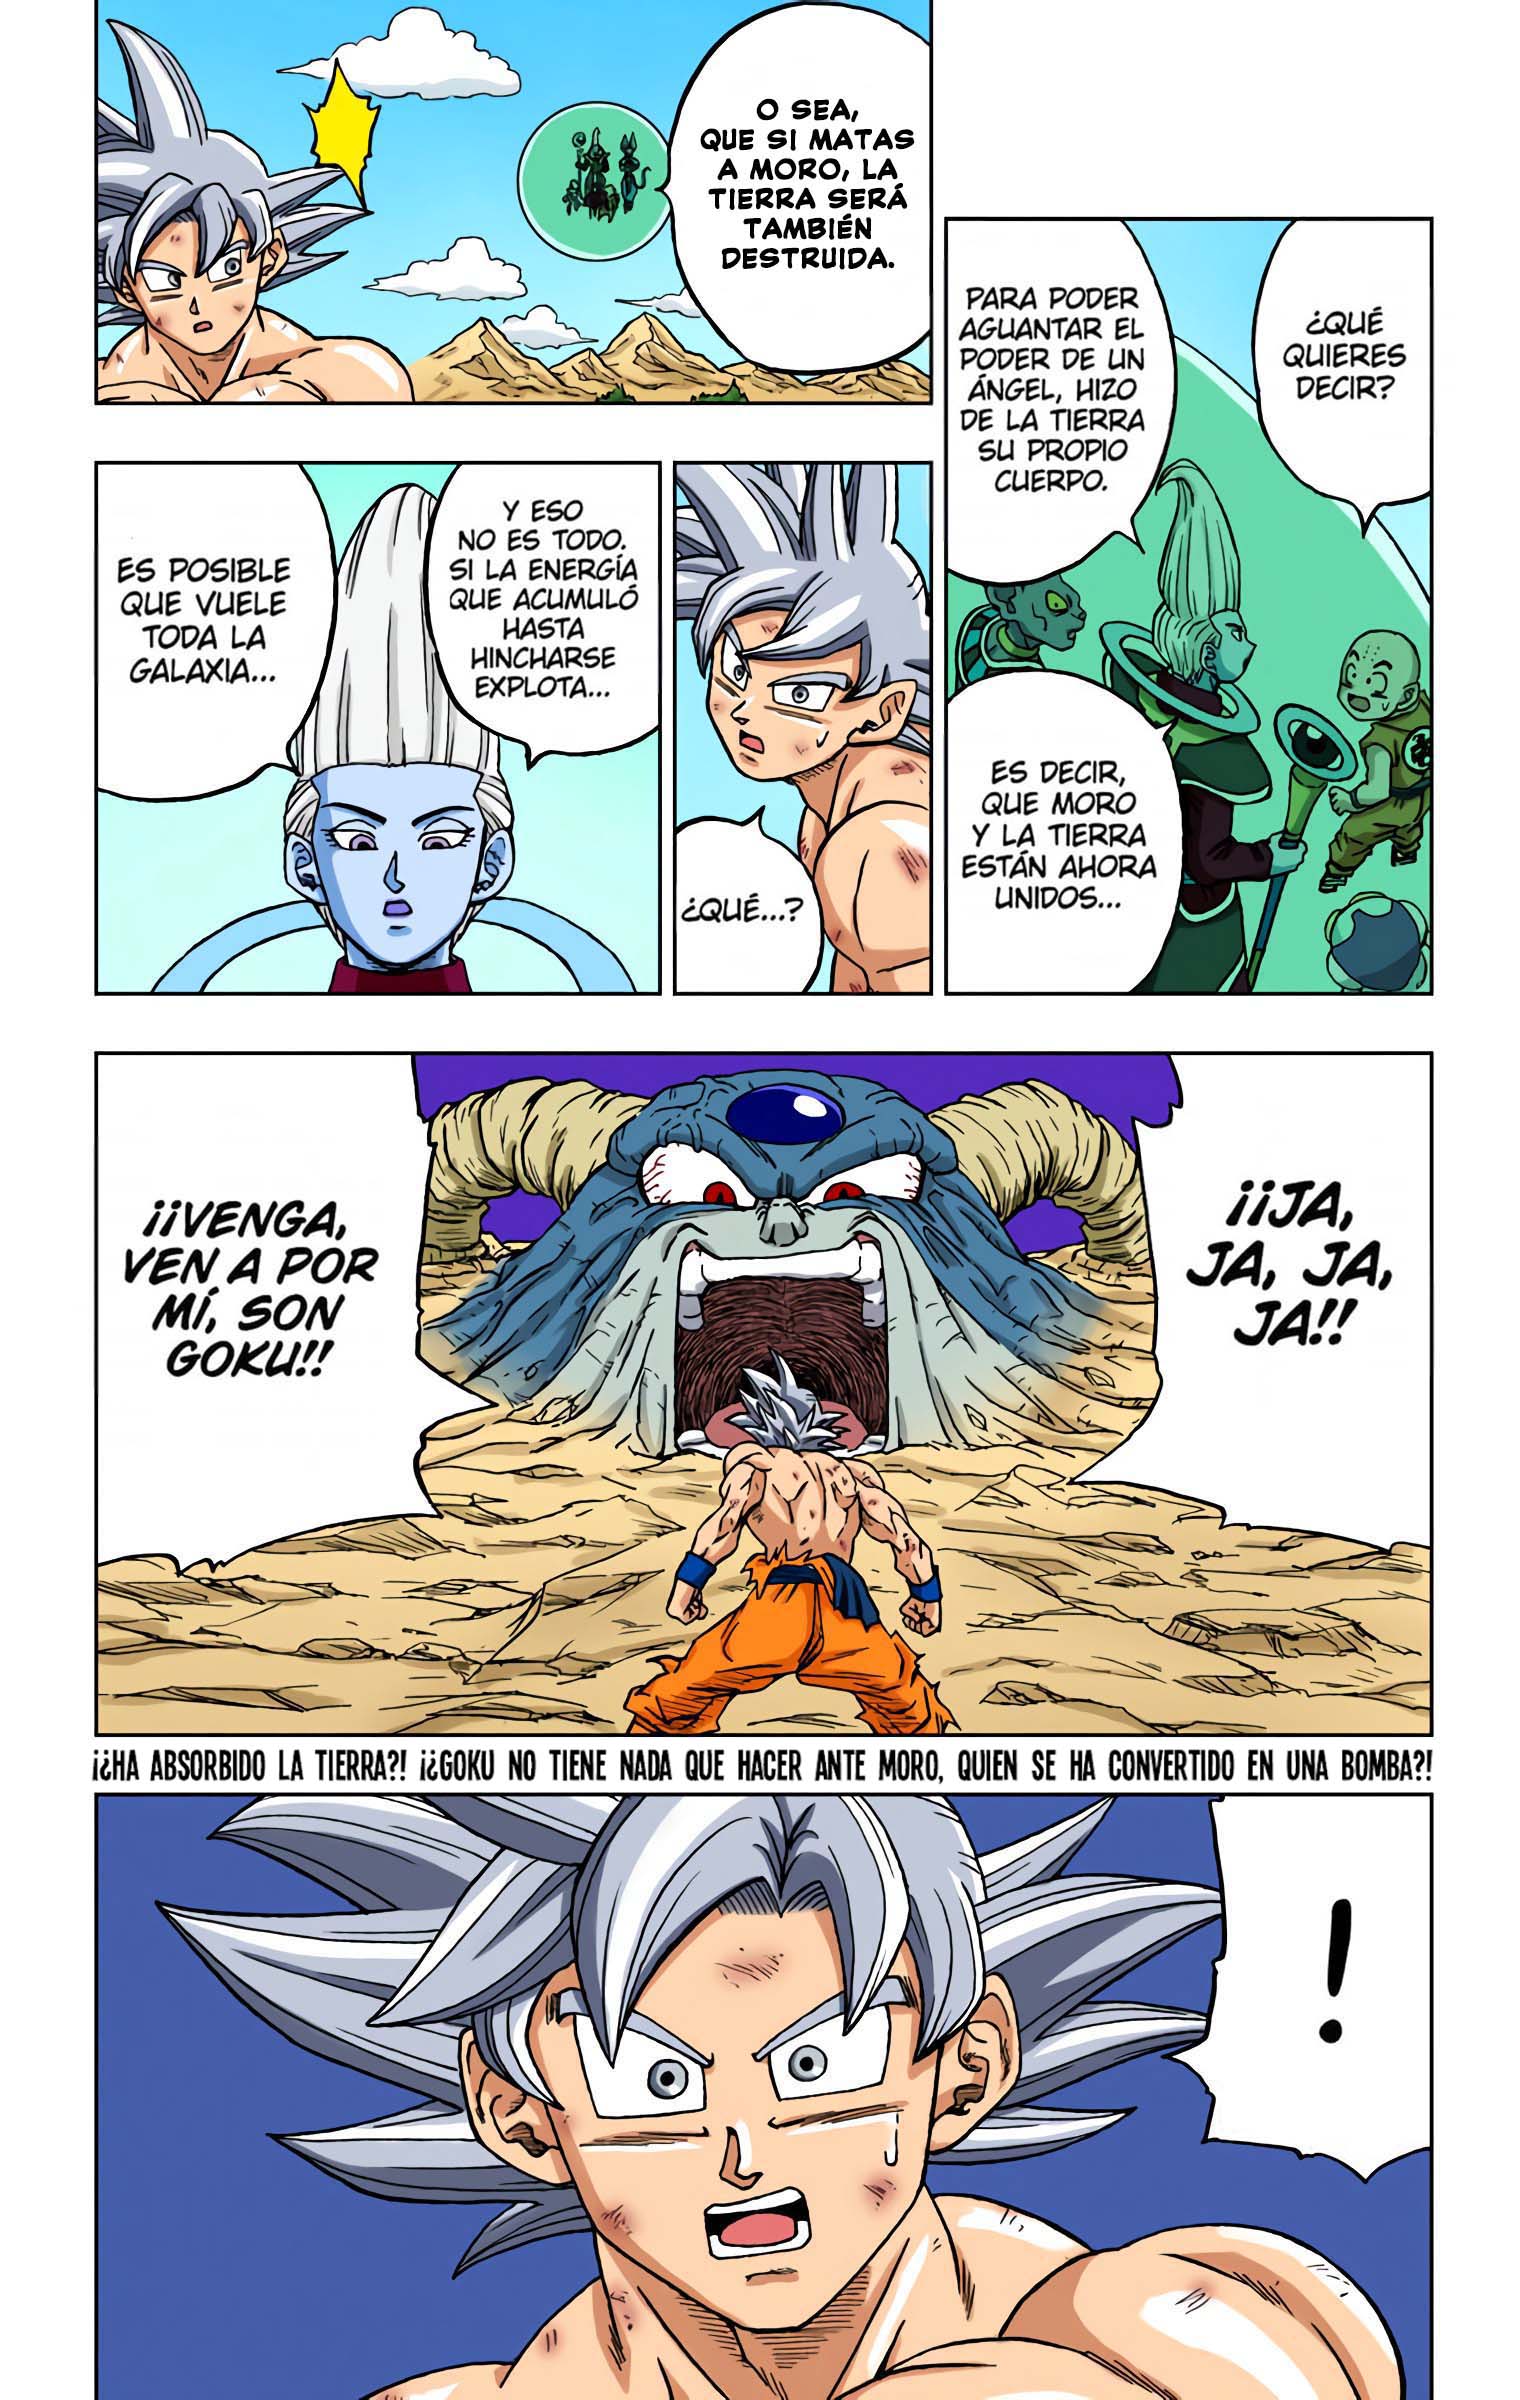 ¿QUÉ
QUIERES
DECIR?
PARA PODER
AGUANTAR EL
PODER DE UN
ÁNGEL, HIZO
DE LA TIERRA
SU PROPIO
CUERPO.
ES DECIR,
QUE MORO
Y LA TIERRA
ESTÁN AHORA
UNIDOS...
O SEA,
QUE SI MATAS
A MORO, LA
TIERRA SERÁ
TAMBIÉN
DESTRUIDA.
¿QUÉ...?
Y ESO
NO ES TODO.
SI LA ENERGÍA
QUE ACUMULÓ
HASTA
HINCHARSE
EXPLOTA...
ES POSIBLE
QUE VUELE
TODA LA
GALAXIA...
¡¡JA,
JA, JA,
JA!!
¡¡VENGA,
VEN A POR
MÍ, SON
GOKU!!
¡¿HA ABSORBIDO LA TIERRA?! ¡¿GOKU NO TIENE NADA QUE HACER ANTE MORO, QUIEN SE HA CONVERTIDO EN UNA BOMBA?!
!